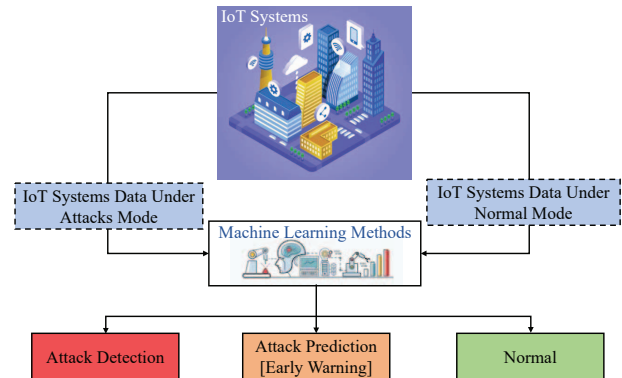 IoT Systems
IoT Systems Data Under
Attacks Mode
IoT Systems Data Under
Normal Mode
Machine Learning Methods
Attack Detection
Attack Prediction
[Early Warning]
Normal